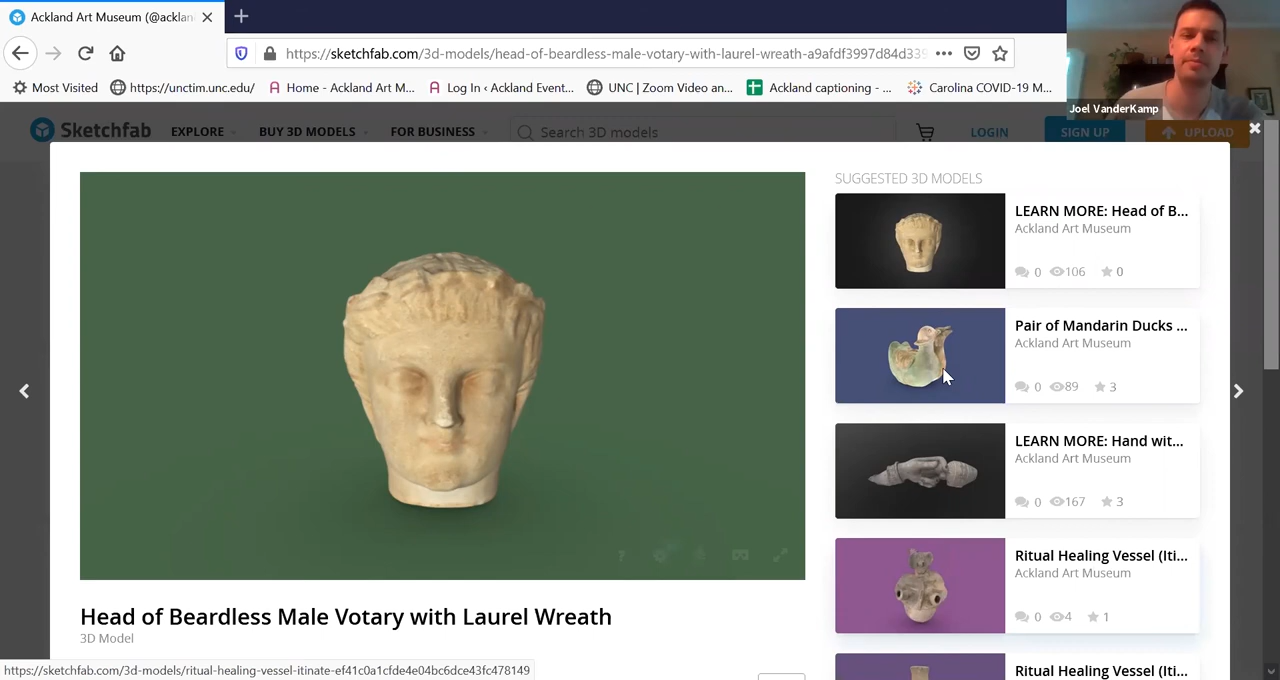 Ackland Art Museum (@acklan
https://sketchfab.com/3d-models/head-of-beardless-male-votary-with-laurel-wreath-a9afdf3997d84d339
Most Visited
https://unctim.unc.edu/
Home - Ackland Art M...
Log In ‹ Ackland Event...
UNC | Zoom Video an...
Ackland captioning - ...
Carolina COVID-19 M...
Joel VanderKamp
Sketchfab
EXPLORE
BUY 3D MODELS
FOR BUSINESS
Search 3D models
LOGIN
SIGN UP
UPLOAD
SUGGESTED 3D MODELS
LEARN MORE: Head of B...
Ackland Art Museum
0 106 0
Pair of Mandarin Ducks ...
Ackland Art Museum
0 89 3
LEARN MORE: Hand wit...
Ackland Art Museum
0 167 3
Ritual Healing Vessel (Iti...
Ackland Art Museum
0 4 1
Ritual Healing Vessel (Iti...
Head of Beardless Male Votary with Laurel Wreath
3D Model
https://sketchfab.com/3d-models/ritual-healing-vessel-itinate-ef41c0a1cfde4e04bc6dce43fc478149